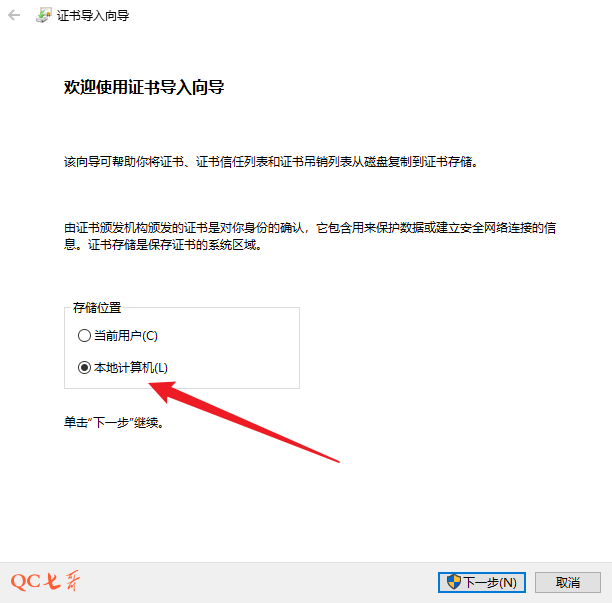 证书导入向导
欢迎使用证书导入向导
该向导可帮助你将证书、证书信任列表和证书吊销列表从磁盘复制到证书存储。
由证书颁发机构颁发的证书是对你身份的确认，它包含用来保护数据或建立安全网络连接的信
息。证书存储是保存证书的系统区域。
存储位置
当前用户(C)
本地计算机(L)
单击“下一步”继续。
QC七哥
下一步(N)
取消